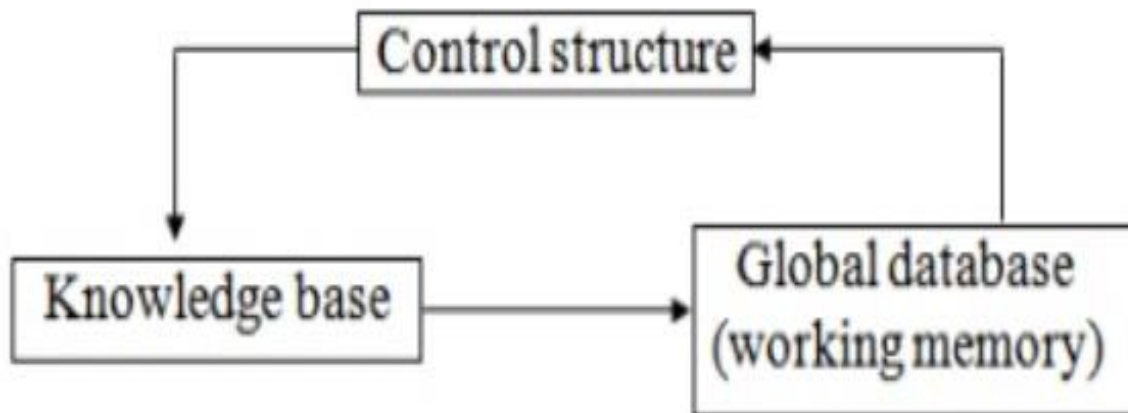 Control structure
Knowledge base
Global database
(working memory)